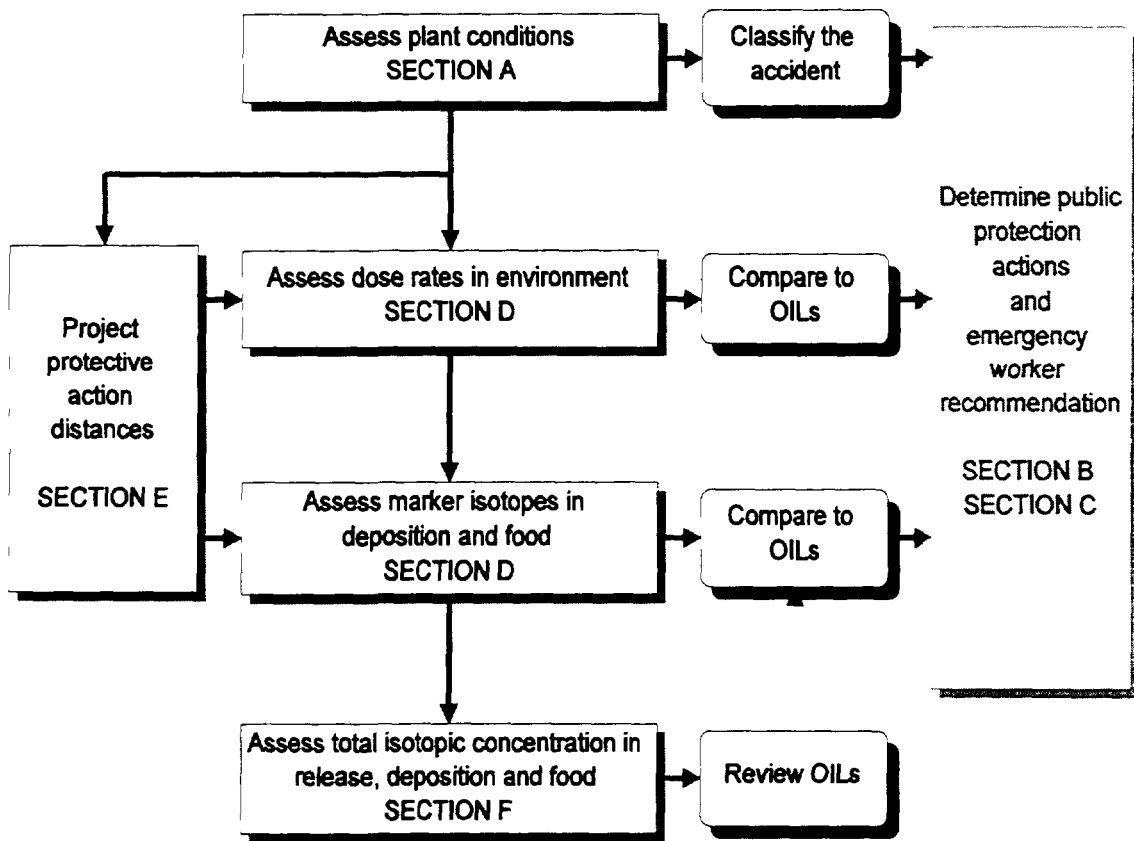 Assess plant conditions
SECTION A
Classify the
accident
Determine public
protection
actions
and
emergency
worker
recommendation
SECTION B
SECTION C
Project
protective
action
distances
SECTION E
Assess dose rates in environment
SECTION D
Compare to
OILs
Assess marker isotopes in
deposition and food
SECTION D
Compare to
OILs
Assess total isotopic concentration in
release, deposition and food
SECTION F
Review OILs